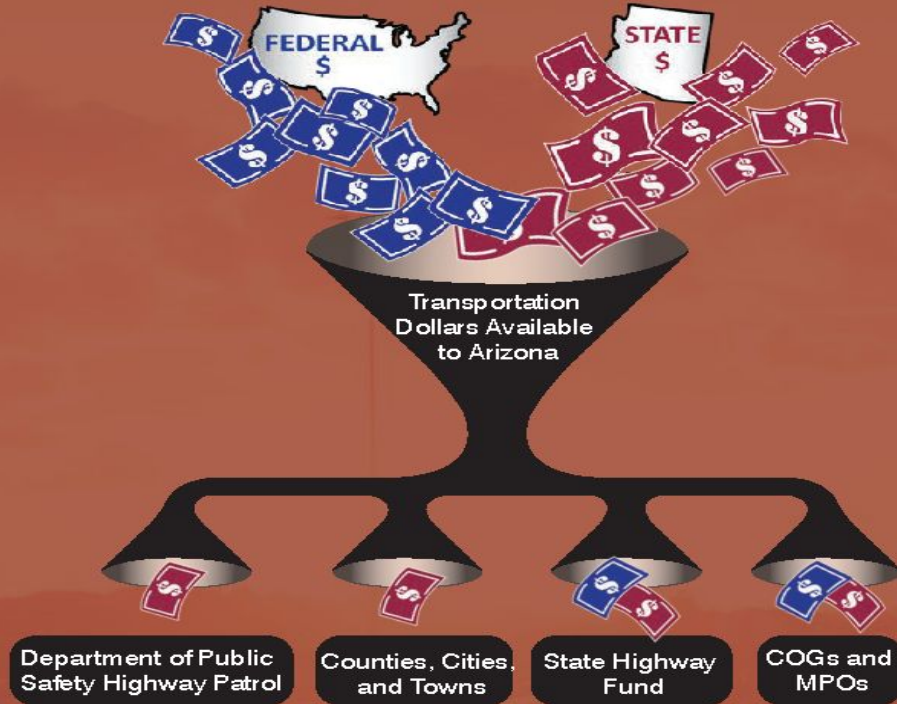 FEDERAL
$
STATE
$
Transportation
Dollars Available
to Arizona
Department of Public
Safety Highway Patrol
Counties, Cities,
and Towns
State Highway
Fund
COGs and
MPOs